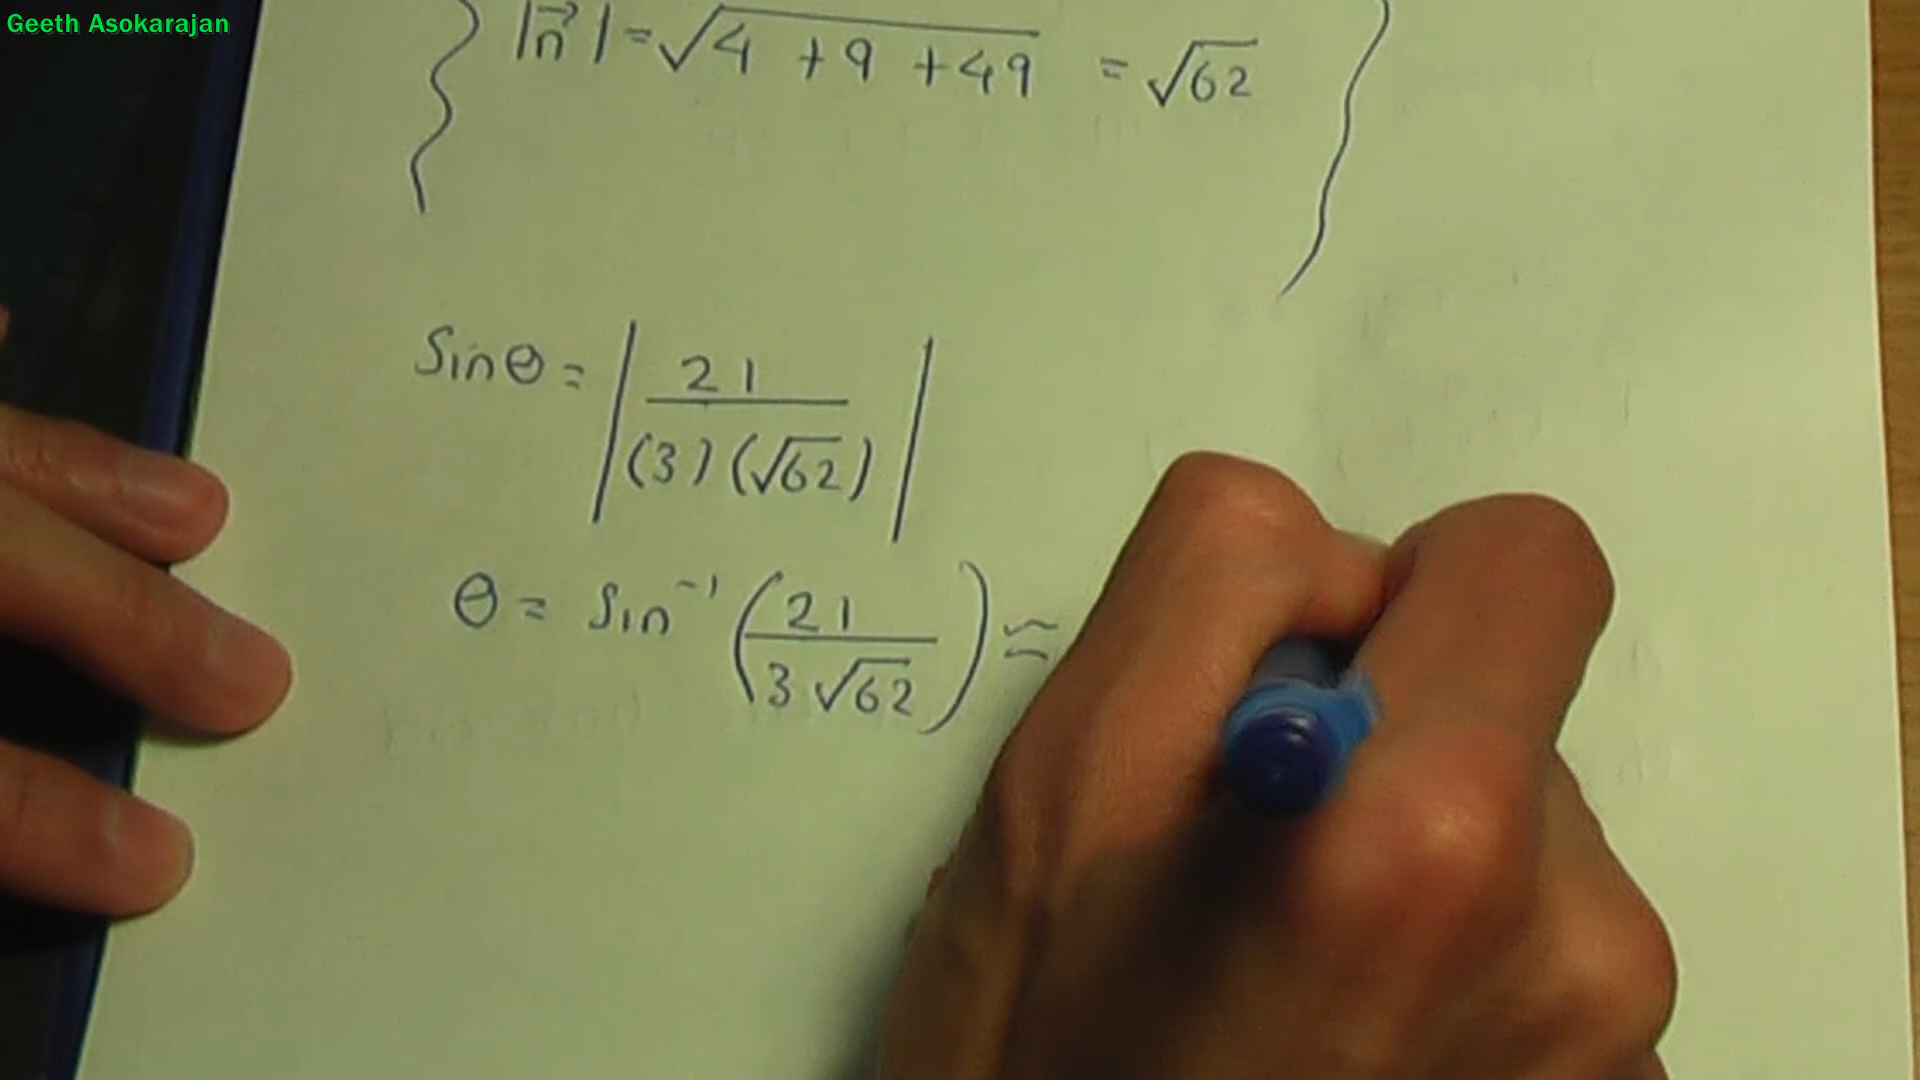 Geeth Asokarajan
|n⃗| = √4 + 9 + 49 = √62
Sinθ = | 21 / (3)(√62) |
θ = Sin⁻¹ ( 21 / 3√62 ) ≈